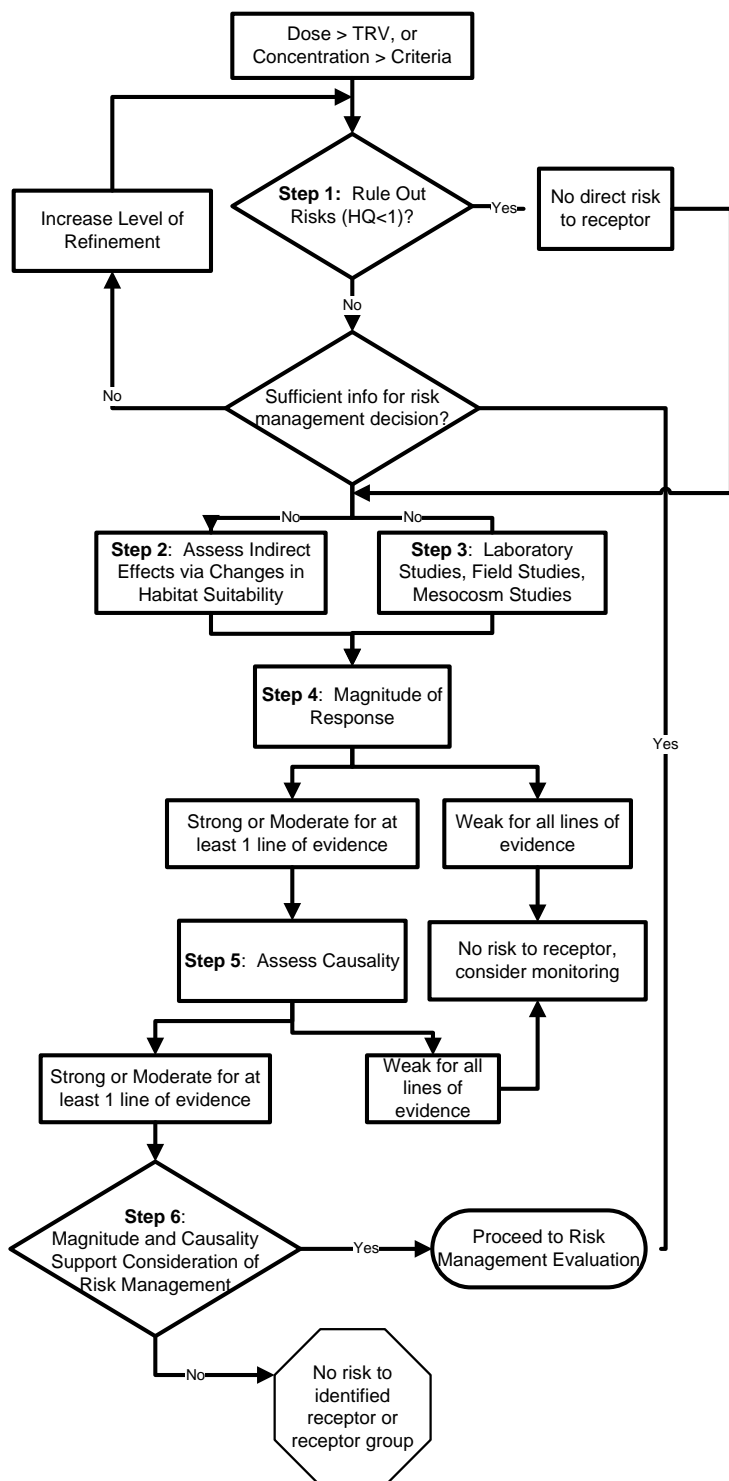 Dose > TRV, or
Concentration > Criteria
Step 1: Rule Out
Risks (HQ<1)?
Yes
No direct risk
to receptor
Increase Level of
Refinement
No
No
Sufficient info for risk
management decision?
No
No
Step 2: Assess Indirect
Effects via Changes in
Habitat Suitability
Step 3: Laboratory
Studies, Field Studies,
Mesocosm Studies
Step 4: Magnitude of
Response
Yes
Strong or Moderate for at
least 1 line of evidence
Weak for all lines of
evidence
Step 5: Assess Causality
No risk to receptor,
consider monitoring
Strong or Moderate for at
least 1 line of evidence
Weak for all
lines of
evidence
Step 6:
Magnitude and Causality
Support Consideration of
Risk Management
Yes
Proceed to Risk
Management Evaluation
No
No risk to
identified
receptor or
receptor group